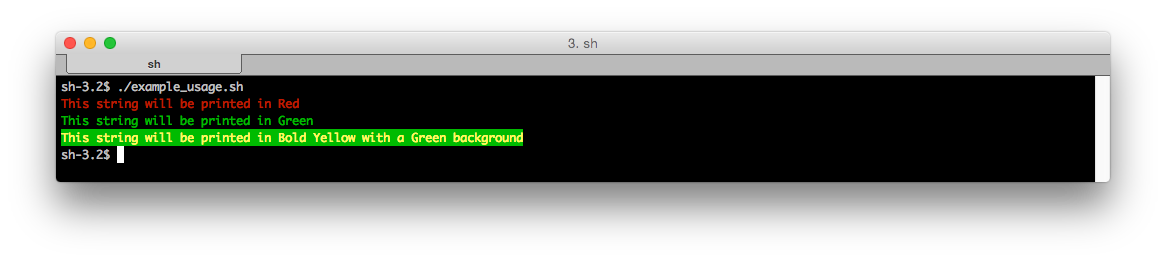 3. sh
sh
sh-3.2$ ./example_usage.sh
This string will be printed in Red
This string will be printed in Green
This string will be printed in Bold Yellow with a Green background
sh-3.2$